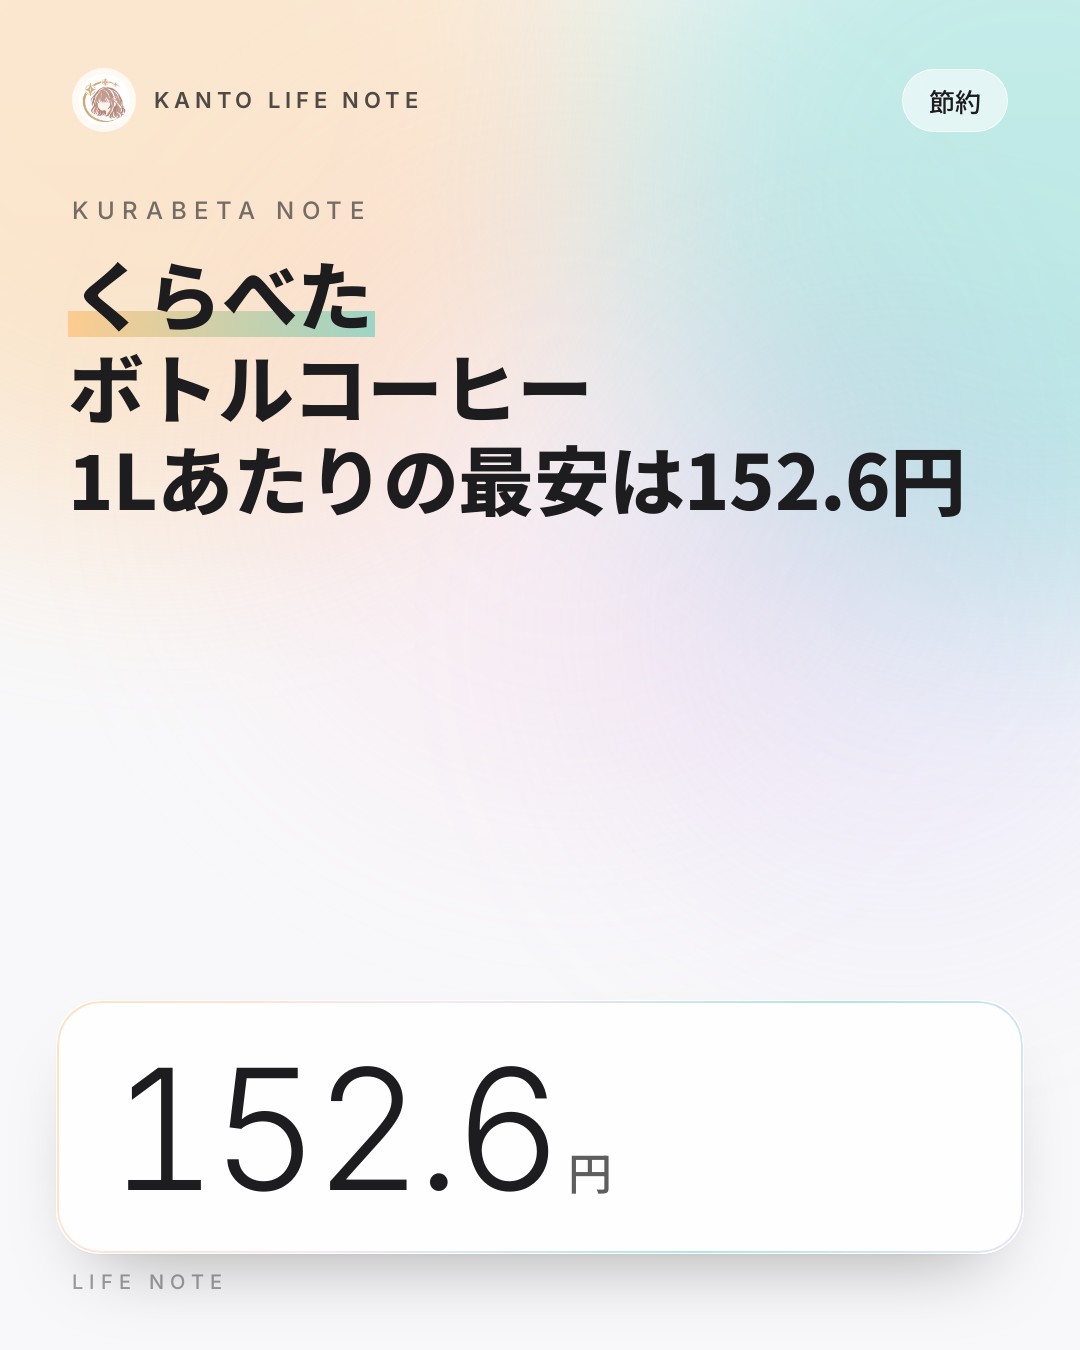 KANTO LIFE NOTE
節約
KURABETA NOTE
くらべた
ボトルコーヒー
1Lあたりの最安は152.6円
152.6円
LIFE NOTE